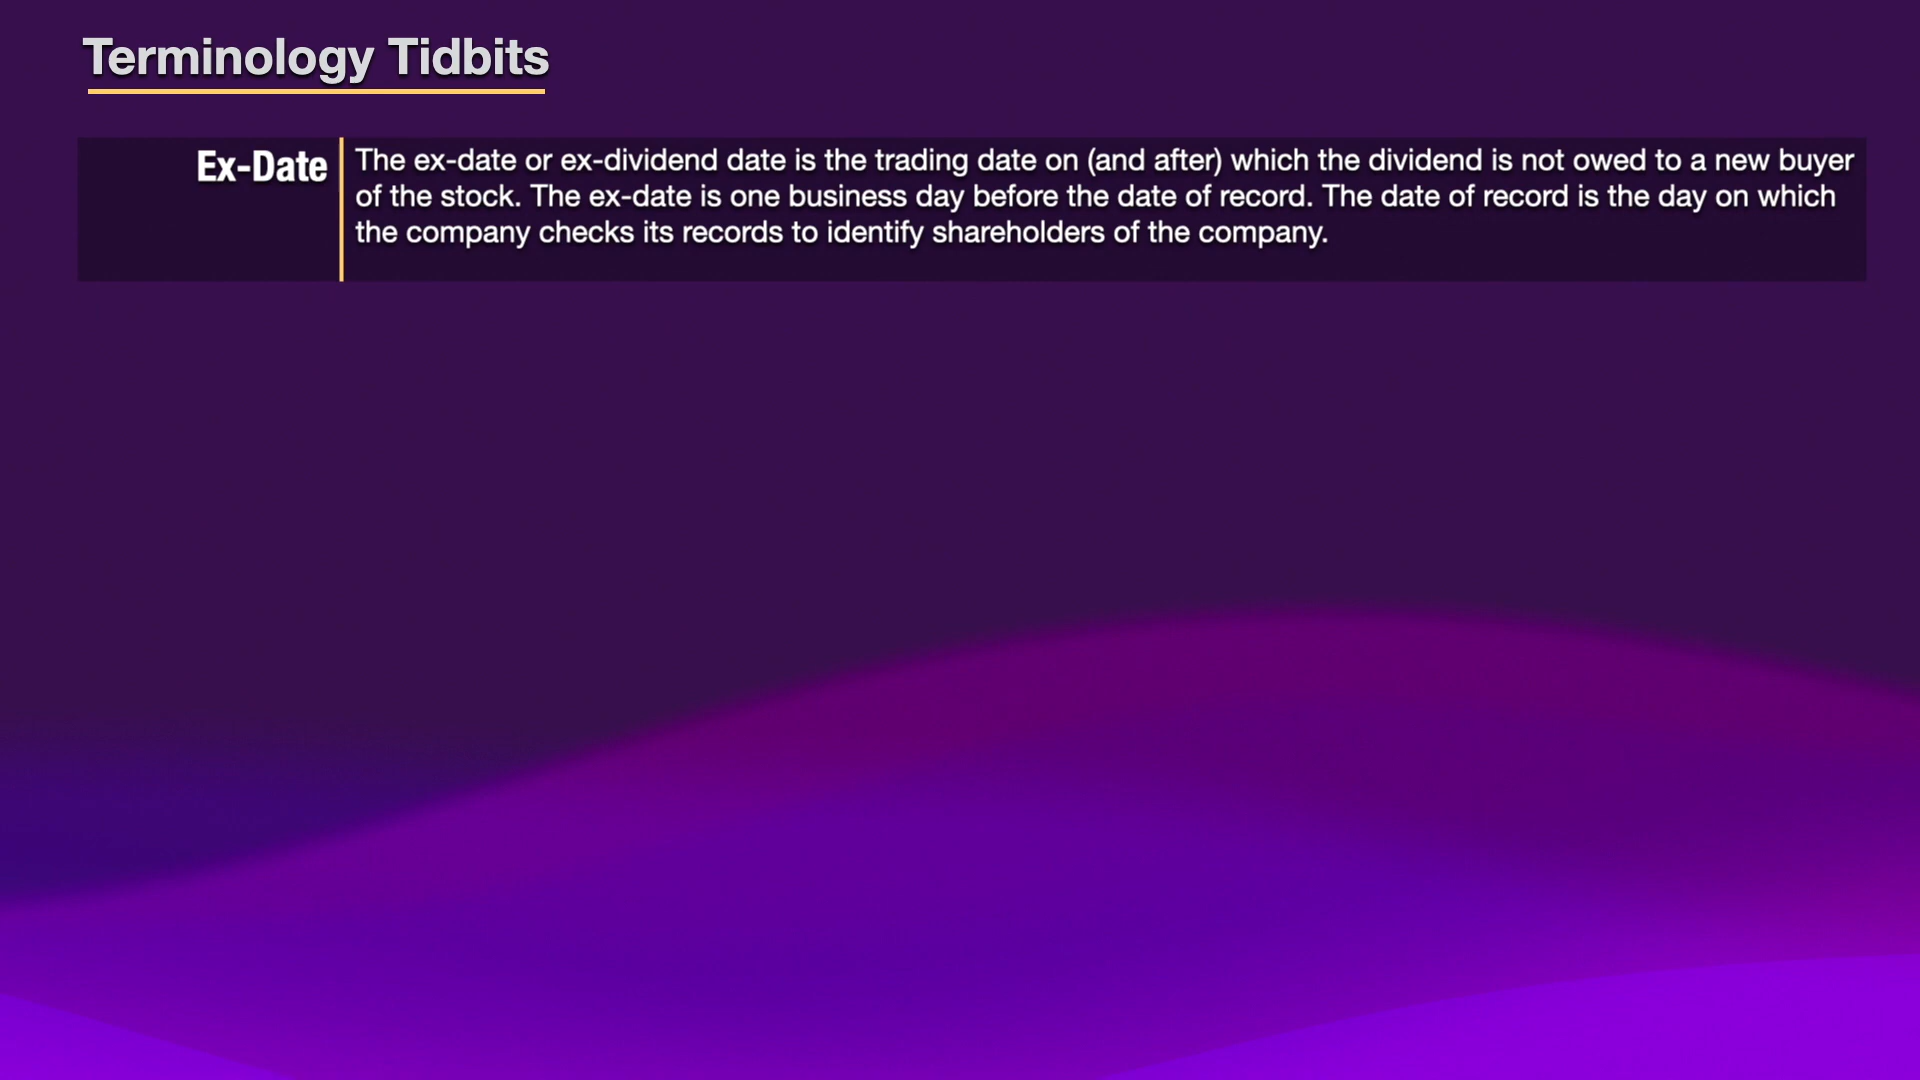 Terminology Tidbits
Ex-Date
The ex-date or ex-dividend date is the trading date on (and after) which the dividend is not owed to a new buyer
of the stock. The ex-date is one business day before the date of record. The date of record is the day on which
the company checks its records to identify shareholders of the company.